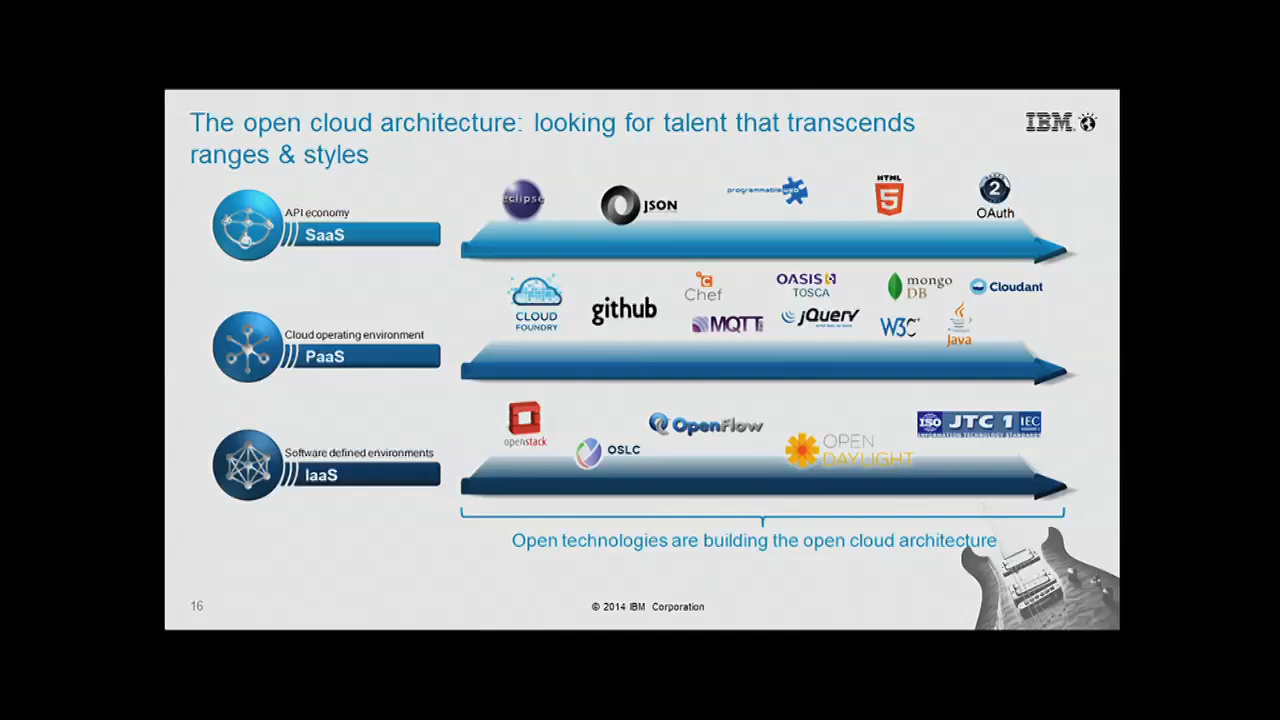 The open cloud architecture: looking for talent that transcends
ranges & styles
IBM
API economy
SaaS
eclipse
JSON
programmableweb
HTML
5
2
OAuth
Cloud operating environment
PaaS
CLOUD
FOUNDRY
github
Chef
MQTT
OASIS
TOSCA
jQuery
mongo
DB
Cloudant
W3C
Java
Software defined environments
IaaS
openstack
OSLC
OpenFlow
OPEN
DAYLIGHT
ISO JTC 1 IEC
INFORMATION TECHNOLOGY STANDARDS
Open technologies are building the open cloud architecture
16
© 2014 IBM Corporation